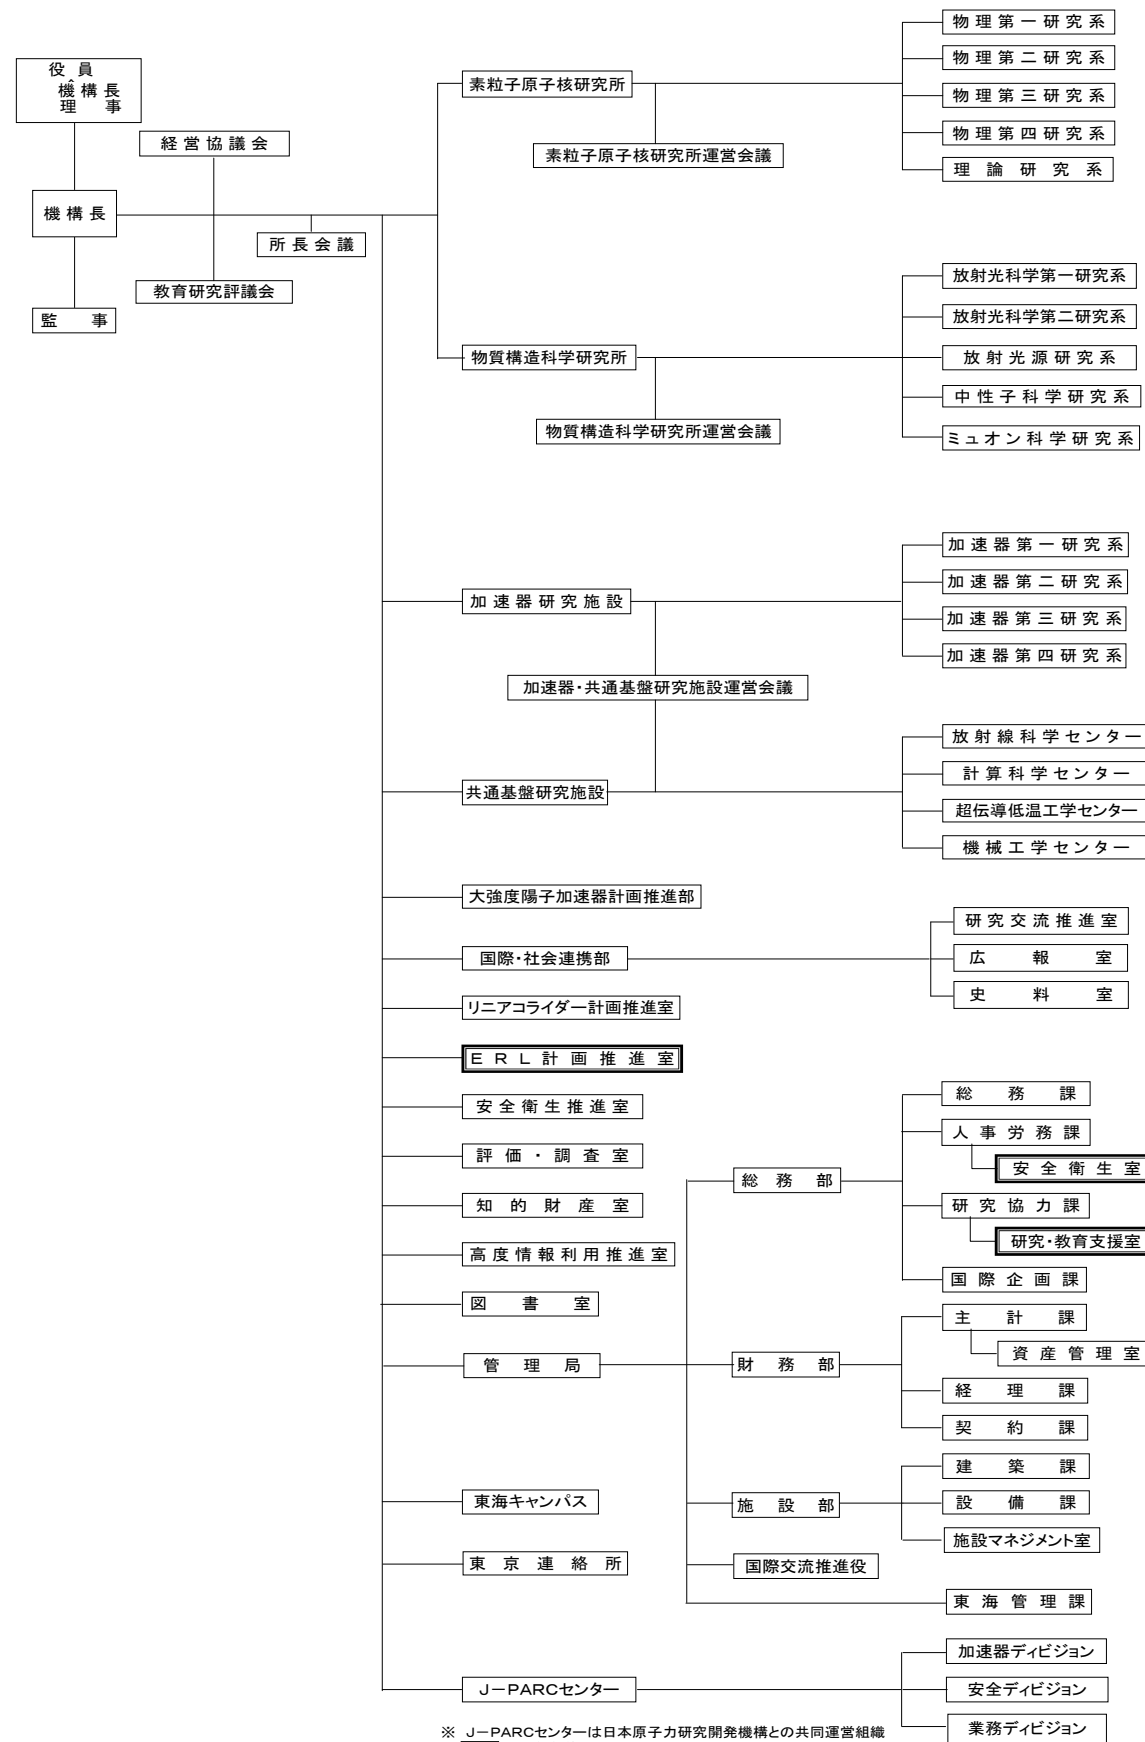 役員
機構長
理事
機構長
監事
経営協議会
教育研究評議会
所長会議
素粒子原子核研究所
素粒子原子核研究所運営会議
物理第一研究系
物理第二研究系
物理第三研究系
物理第四研究系
理論研究系
物質構造科学研究所
物質構造科学研究所運営会議
放射光科学第一研究系
放射光科学第二研究系
放射光源研究系
中性子科学研究系
ミュオン科学研究系
加速器研究施設
加速器・共通基盤研究施設運営会議
加速器第一研究系
加速器第二研究系
加速器第三研究系
加速器第四研究系
共通基盤研究施設
放射線科学センター
計算科学センター
超伝導低温工学センター
機械工学センター
大強度陽子加速器計画推進部
国際・社会連携部
研究交流推進室
広報室
史料室
リニアコライダー計画推進室
ERL計画推進室
安全衛生推進室
評価・調査室
知的財産室
高度情報利用推進室
図書室
管理局
総務部
総務課
人事労務課
安全衛生室
研究協力課
研究・教育支援室
国際企画課
財務部
主計課
資産管理室
経理課
契約課
施設部
建築課
設備課
施設マネジメント室
国際交流推進役
東海管理課
東海キャンパス
東京連絡所
J-PARCセンター
加速器ディビジョン
安全ディビジョン
業務ディビジョン
※ J-PARCセンターは日本原子力研究開発機構との共同運営組織